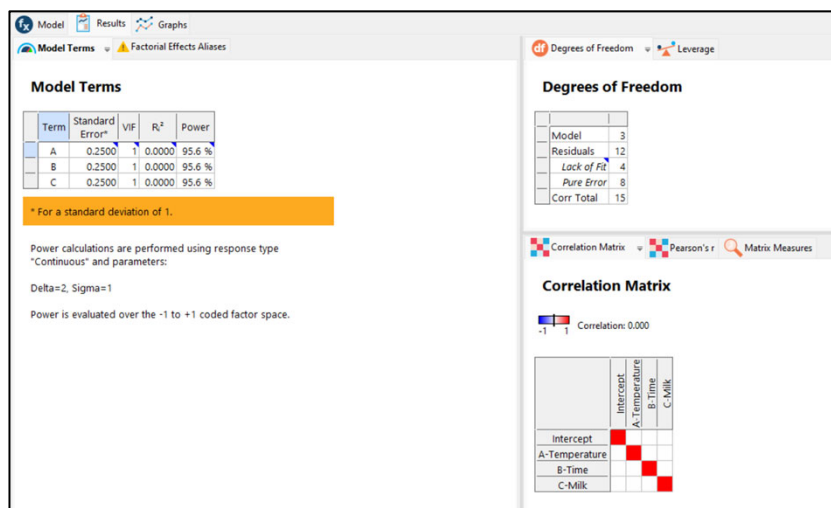 Model Results Graphs
Model Terms Factorial Effects Aliases
Model Terms
Term Standard Error* VIF Rᵢ² Power
A 0.2500 1 0.0000 95.6 %
B 0.2500 1 0.0000 95.6 %
C 0.2500 1 0.0000 95.6 %
* For a standard deviation of 1.
Power calculations are performed using response type
"Continuous" and parameters:
Delta=2, Sigma=1
Power is evaluated over the -1 to +1 coded factor space.
df Degrees of Freedom Leverage
Degrees of Freedom
Model 3
Residuals 12
Lack of Fit 4
Pure Error 8
Corr Total 15
Correlation Matrix Pearson's r Matrix Measures
Correlation Matrix
-1 1 Correlation: 0.000
Intercept A-Temperature B-Time C-Milk
Intercept
A-Temperature
B-Time
C-Milk